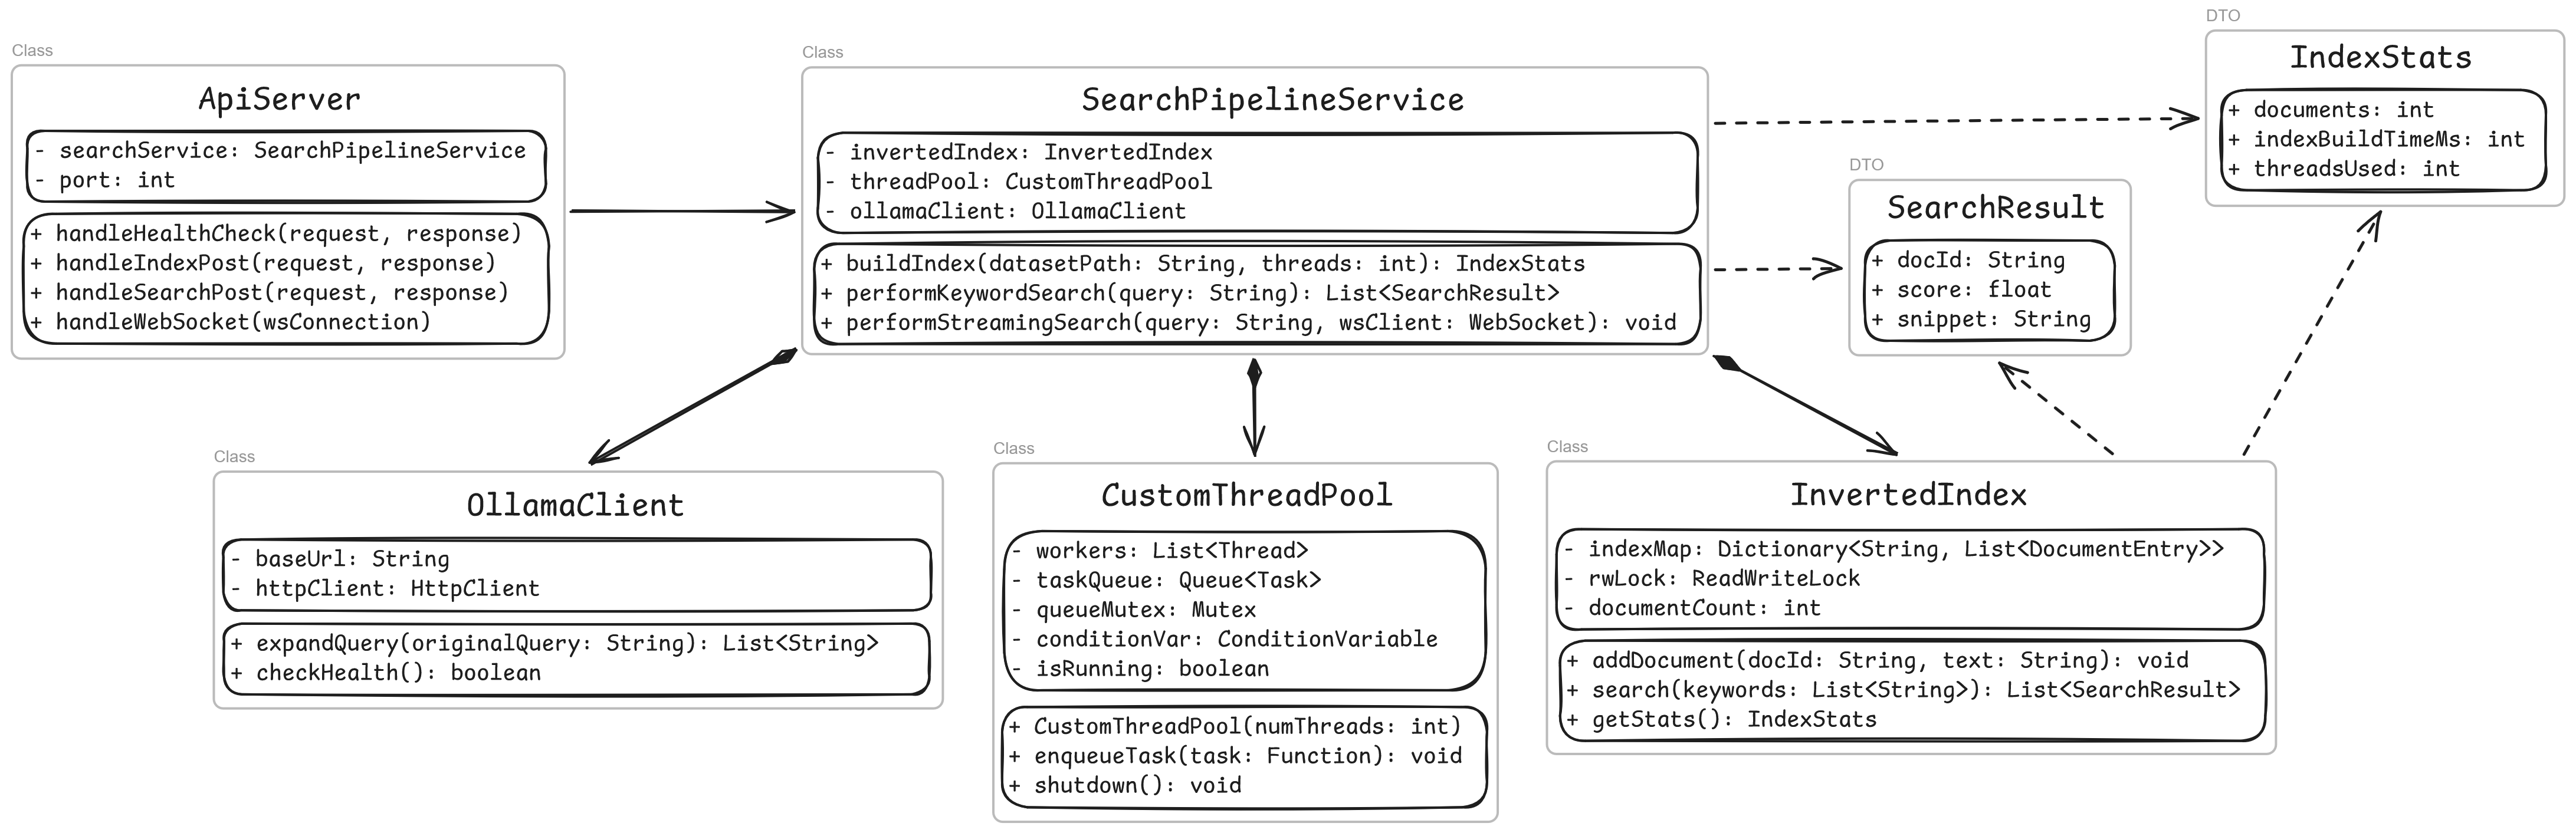 Class
ApiServer
- searchService: SearchPipelineService
- port: int
+ handleHealthCheck(request, response)
+ handleIndexPost(request, response)
+ handleSearchPost(request, response)
+ handleWebSocket(wsConnection)
Class
SearchPipelineService
- invertedIndex: InvertedIndex
- threadPool: CustomThreadPool
- ollamaClient: OllamaClient
+ buildIndex(datasetPath: String, threads: int): IndexStats
+ performKeywordSearch(query: String): List<SearchResult>
+ performStreamingSearch(query: String, wsClient: WebSocket): void
DTO
IndexStats
+ documents: int
+ indexBuildTimeMs: int
+ threadsUsed: int
DTO
SearchResult
+ docId: String
+ score: float
+ snippet: String
Class
OllamaClient
- baseUrl: String
- httpClient: HttpClient
+ expandQuery(originalQuery: String): List<String>
+ checkHealth(): boolean
Class
CustomThreadPool
- workers: List<Thread>
- taskQueue: Queue<Task>
- queueMutex: Mutex
- conditionVar: ConditionVariable
- isRunning: boolean
+ CustomThreadPool(numThreads: int)
+ enqueueTask(task: Function): void
+ shutdown(): void
Class
InvertedIndex
- indexMap: Dictionary<String, List<DocumentEntry>>
- rwLock: ReadWriteLock
- documentCount: int
+ addDocument(docId: String, text: String): void
+ search(keywords: List<String>): List<SearchResult>
+ getStats(): IndexStats